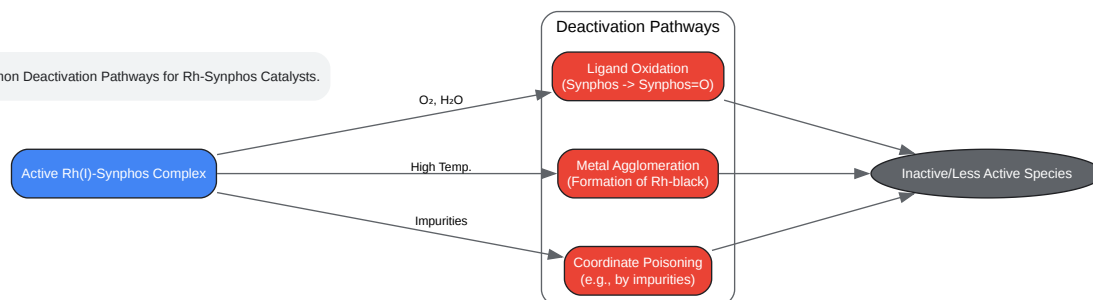 Deactivation Pathways
Deactivation Pathways for Rh-Synphos Catalysts.
Ligand Oxidation
(Synphos -> Synphos=O)
O₂, H₂O
Active Rh(I)-Synphos Complex
High Temp.
Metal Agglomeration
(Formation of Rh-black)
Inactive/Less Active Species
Impurities
Coordinate Poisoning
(e.g., by impurities)